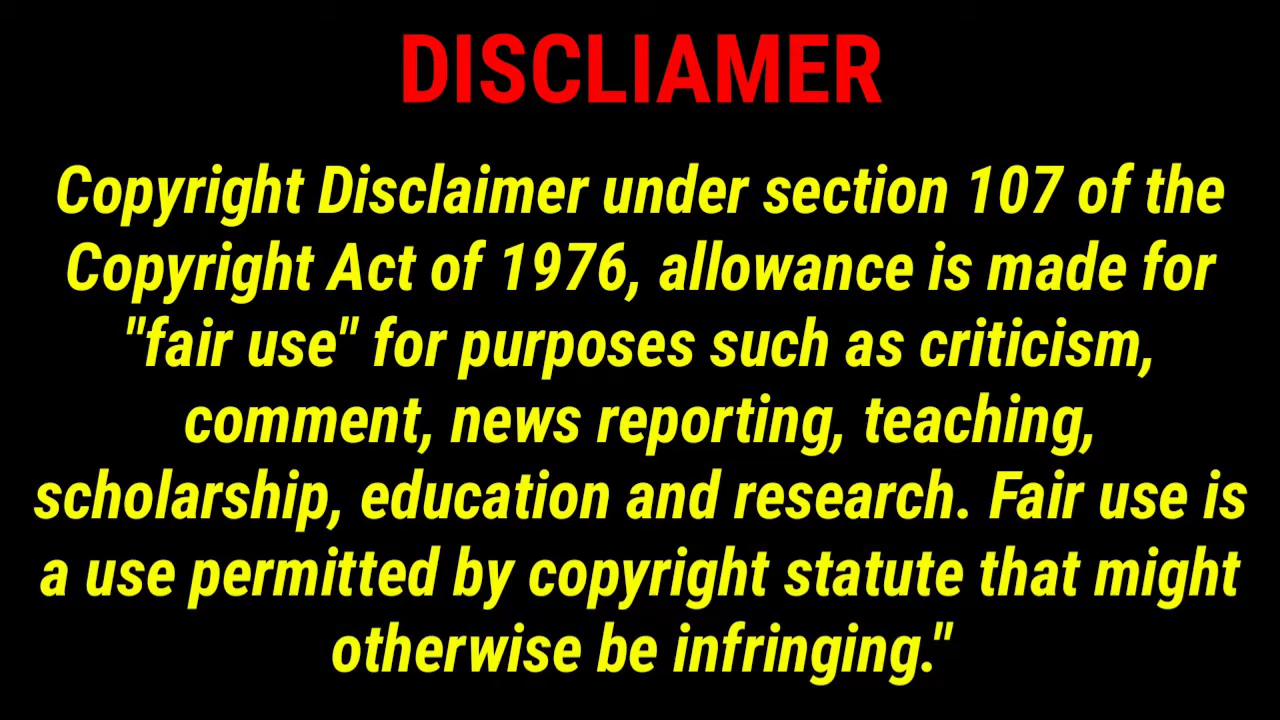 DISCLIAMER
Copyright Disclaimer under section 107 of the
Copyright Act of 1976, allowance is made for
"fair use" for purposes such as criticism,
comment, news reporting, teaching,
scholarship, education and research. Fair use is
a use permitted by copyright statute that might
otherwise be infringing."